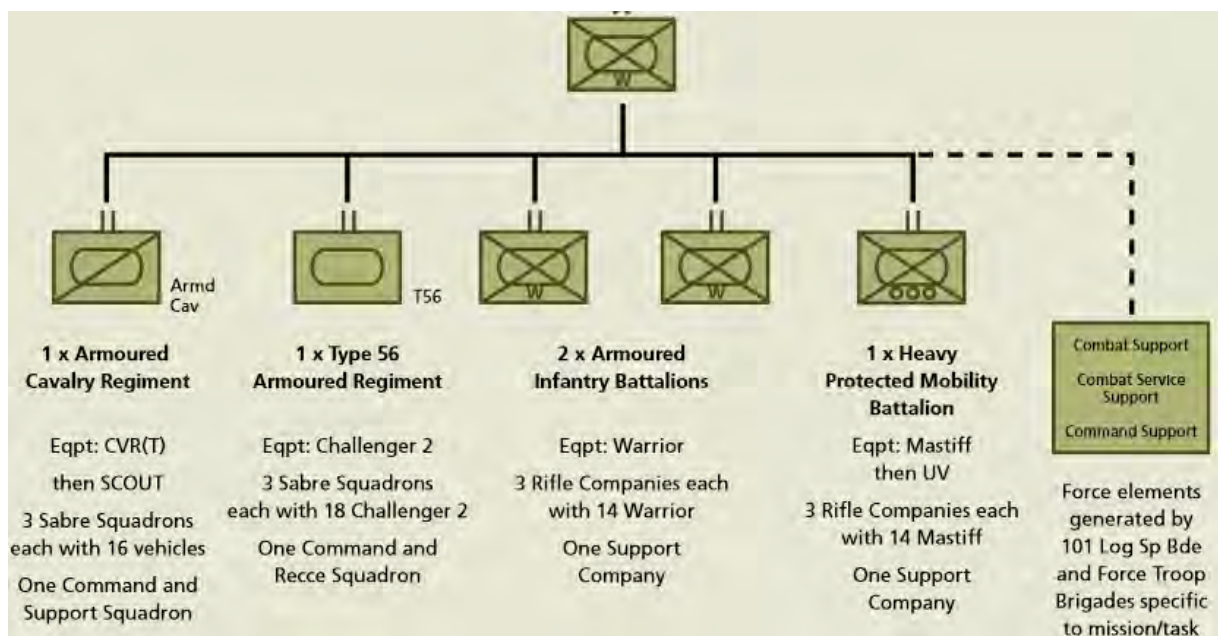 W
Armd
Cav
T56
W
W
1 x Armoured
Cavalry Regiment
Eqpt: CVR(T)
then SCOUT
3 Sabre Squadrons
each with 16 vehicles
One Command and
Support Squadron
1 x Type 56
Armoured Regiment
Eqpt: Challenger 2
3 Sabre Squadrons
each with 18 Challenger 2
One Command and
Recce Squadron
2 x Armoured
Infantry Battalions
Eqpt: Warrior
3 Rifle Companies each
with 14 Warrior
One Support
Company
1 x Heavy
Protected Mobility
Battalion
Eqpt: Mastiff
then UV
3 Rifle Companies each
with 14 Mastiff
One Support
Company
Combat Support
Combat Service
Support
Command Support
Force elements
generated by
101 Log Sp Bde
and Force Troop
Brigades specific
to mission/task